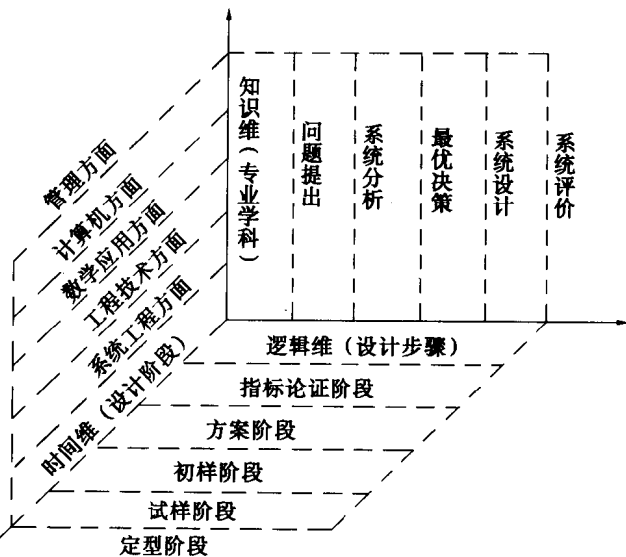 知识维（专业学科）
问题提出
系统分析
最优决策
系统设计
系统评价
管理方面
计算机方面
数学应用方面
工程技术方面
系统工程方面
时间维（设计阶段）
逻辑维（设计步骤）
指标论证阶段
方案阶段
初样阶段
试样阶段
定型阶段